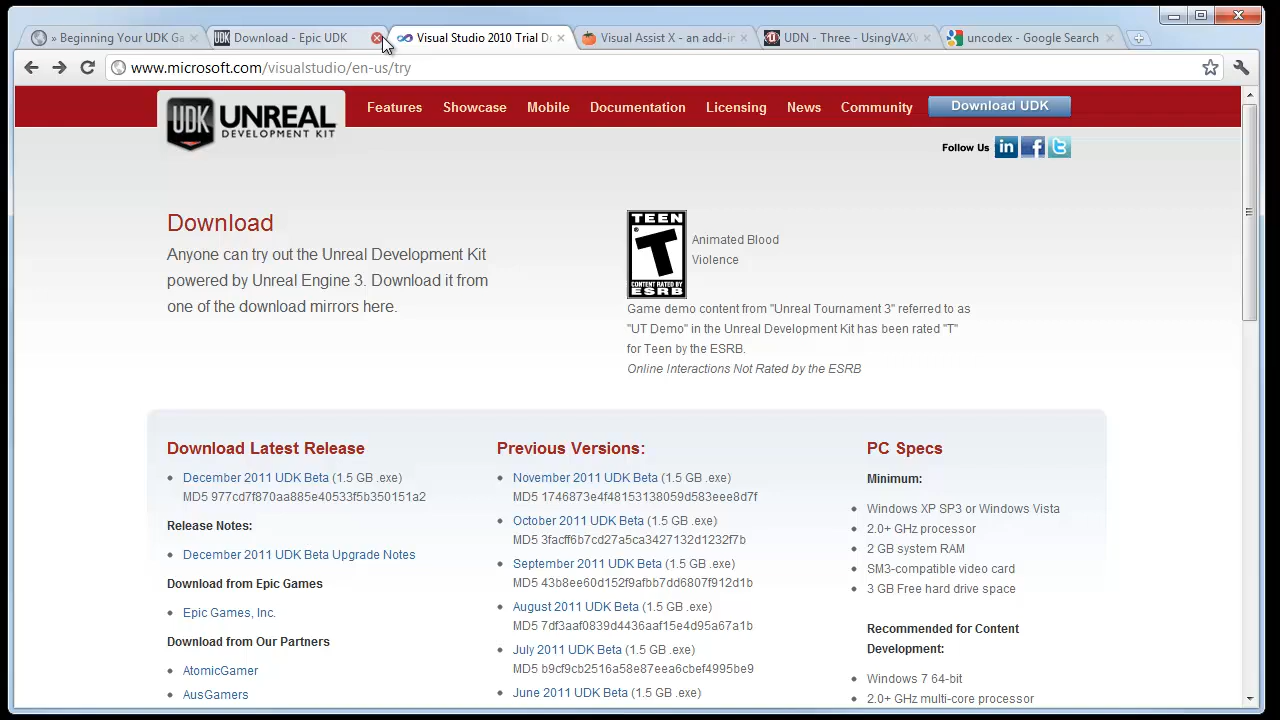 » Beginning Your UDK Ga
Download - Epic UDK
Visual Studio 2010 Trial Do
Visual Assist X - an add-in
UDN - Three - UsingVAXW
uncodex - Google Search
www.microsoft.com/visualstudio/en-us/try
UDK UNREAL
DEVELOPMENT KIT
Features Showcase Mobile Documentation Licensing News Community Download UDK
Follow Us in f t
Download
Anyone can try out the Unreal Development Kit
powered by Unreal Engine 3. Download it from
one of the download mirrors here.
TEEN
T
CONTENT RATED BY
ESRB
Animated Blood
Violence
Game demo content from "Unreal Tournament 3" referred to as
"UT Demo" in the Unreal Development Kit has been rated "T"
for Teen by the ESRB.
Online Interactions Not Rated by the ESRB
Download Latest Release
December 2011 UDK Beta (1.5 GB .exe)
MD5 977cd7f870aa885e40533f5b350151a2
Release Notes:
December 2011 UDK Beta Upgrade Notes
Download from Epic Games
Epic Games, Inc.
Download from Our Partners
AtomicGamer
AusGamers
Previous Versions:
November 2011 UDK Beta (1.5 GB .exe)
MD5 1746873e4f48153138059d583eee8d7f
October 2011 UDK Beta (1.5 GB .exe)
MD5 3facff6b7cd27a5ca3427132d1232f7b
September 2011 UDK Beta (1.5 GB .exe)
MD5 43b8ee60d152f9afbb7dd6807f912d1b
August 2011 UDK Beta (1.5 GB .exe)
MD5 7df3aaf0839d4436aaf15e4d95a67a1b
July 2011 UDK Beta (1.5 GB .exe)
MD5 b9cf9cb2516a58e87eea6cbef4995be9
June 2011 UDK Beta (1.5 GB .exe)
PC Specs
Minimum:
Windows XP SP3 or Windows Vista
2.0+ GHz processor
2 GB system RAM
SM3-compatible video card
3 GB Free hard drive space
Recommended for Content
Development:
Windows 7 64-bit
2.0+ GHz multi-core processor